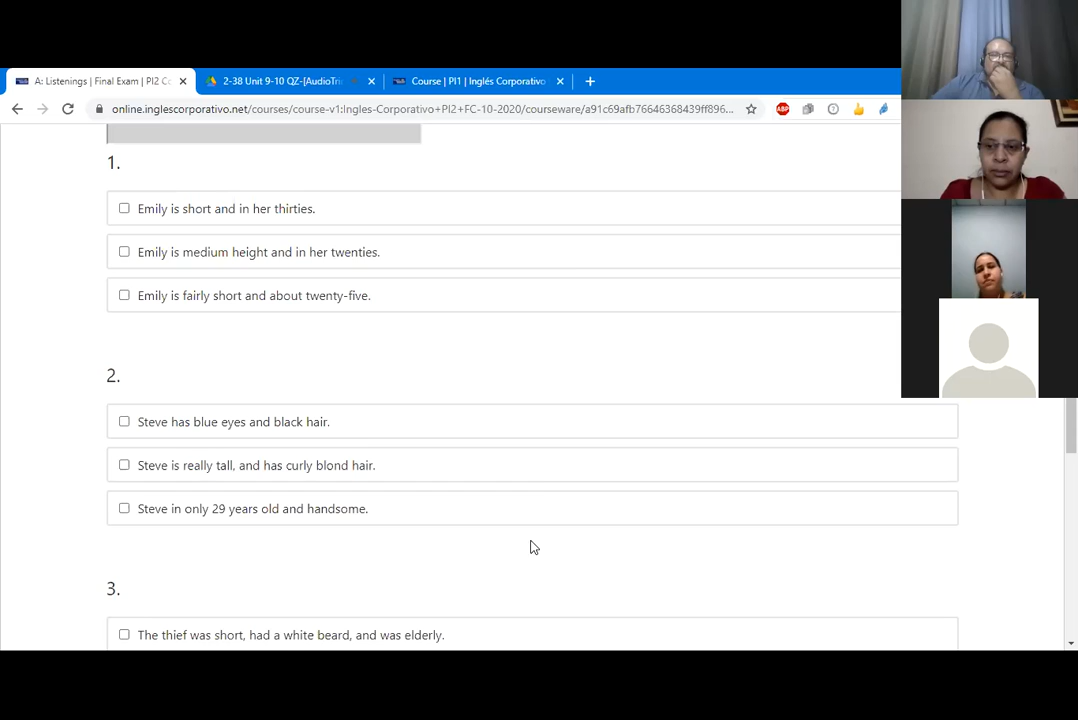 A: Listenings | Final Exam | PI2 Co
2-38 Unit 9-10 QZ-[AudioTri
Course | PI1 | Inglés Corporativo
online.inglescorporativo.net/courses/course-v1:Ingles-Corporativo+PI2+FC-10-2020/courseware/a91c69afb76646368439ff896...
ABP
1.
Emily is short and in her thirties.
Emily is medium height and in her twenties.
Emily is fairly short and about twenty-five.
2.
Steve has blue eyes and black hair.
Steve is really tall, and has curly blond hair.
Steve in only 29 years old and handsome.
3.
The thief was short, had a white beard, and was elderly.